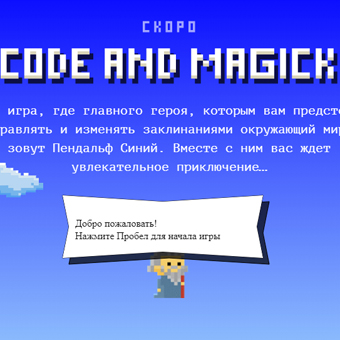 СКОРО
CODE AND MAGICK
игра, где главного героя, которым вам
и изменять заклинаниями окружающий
зовут Пендальф Синий. Вместе с ним вас ждет
увлекательное приключение…
Добро пожаловать!
Нажмите Пробел для начала игры